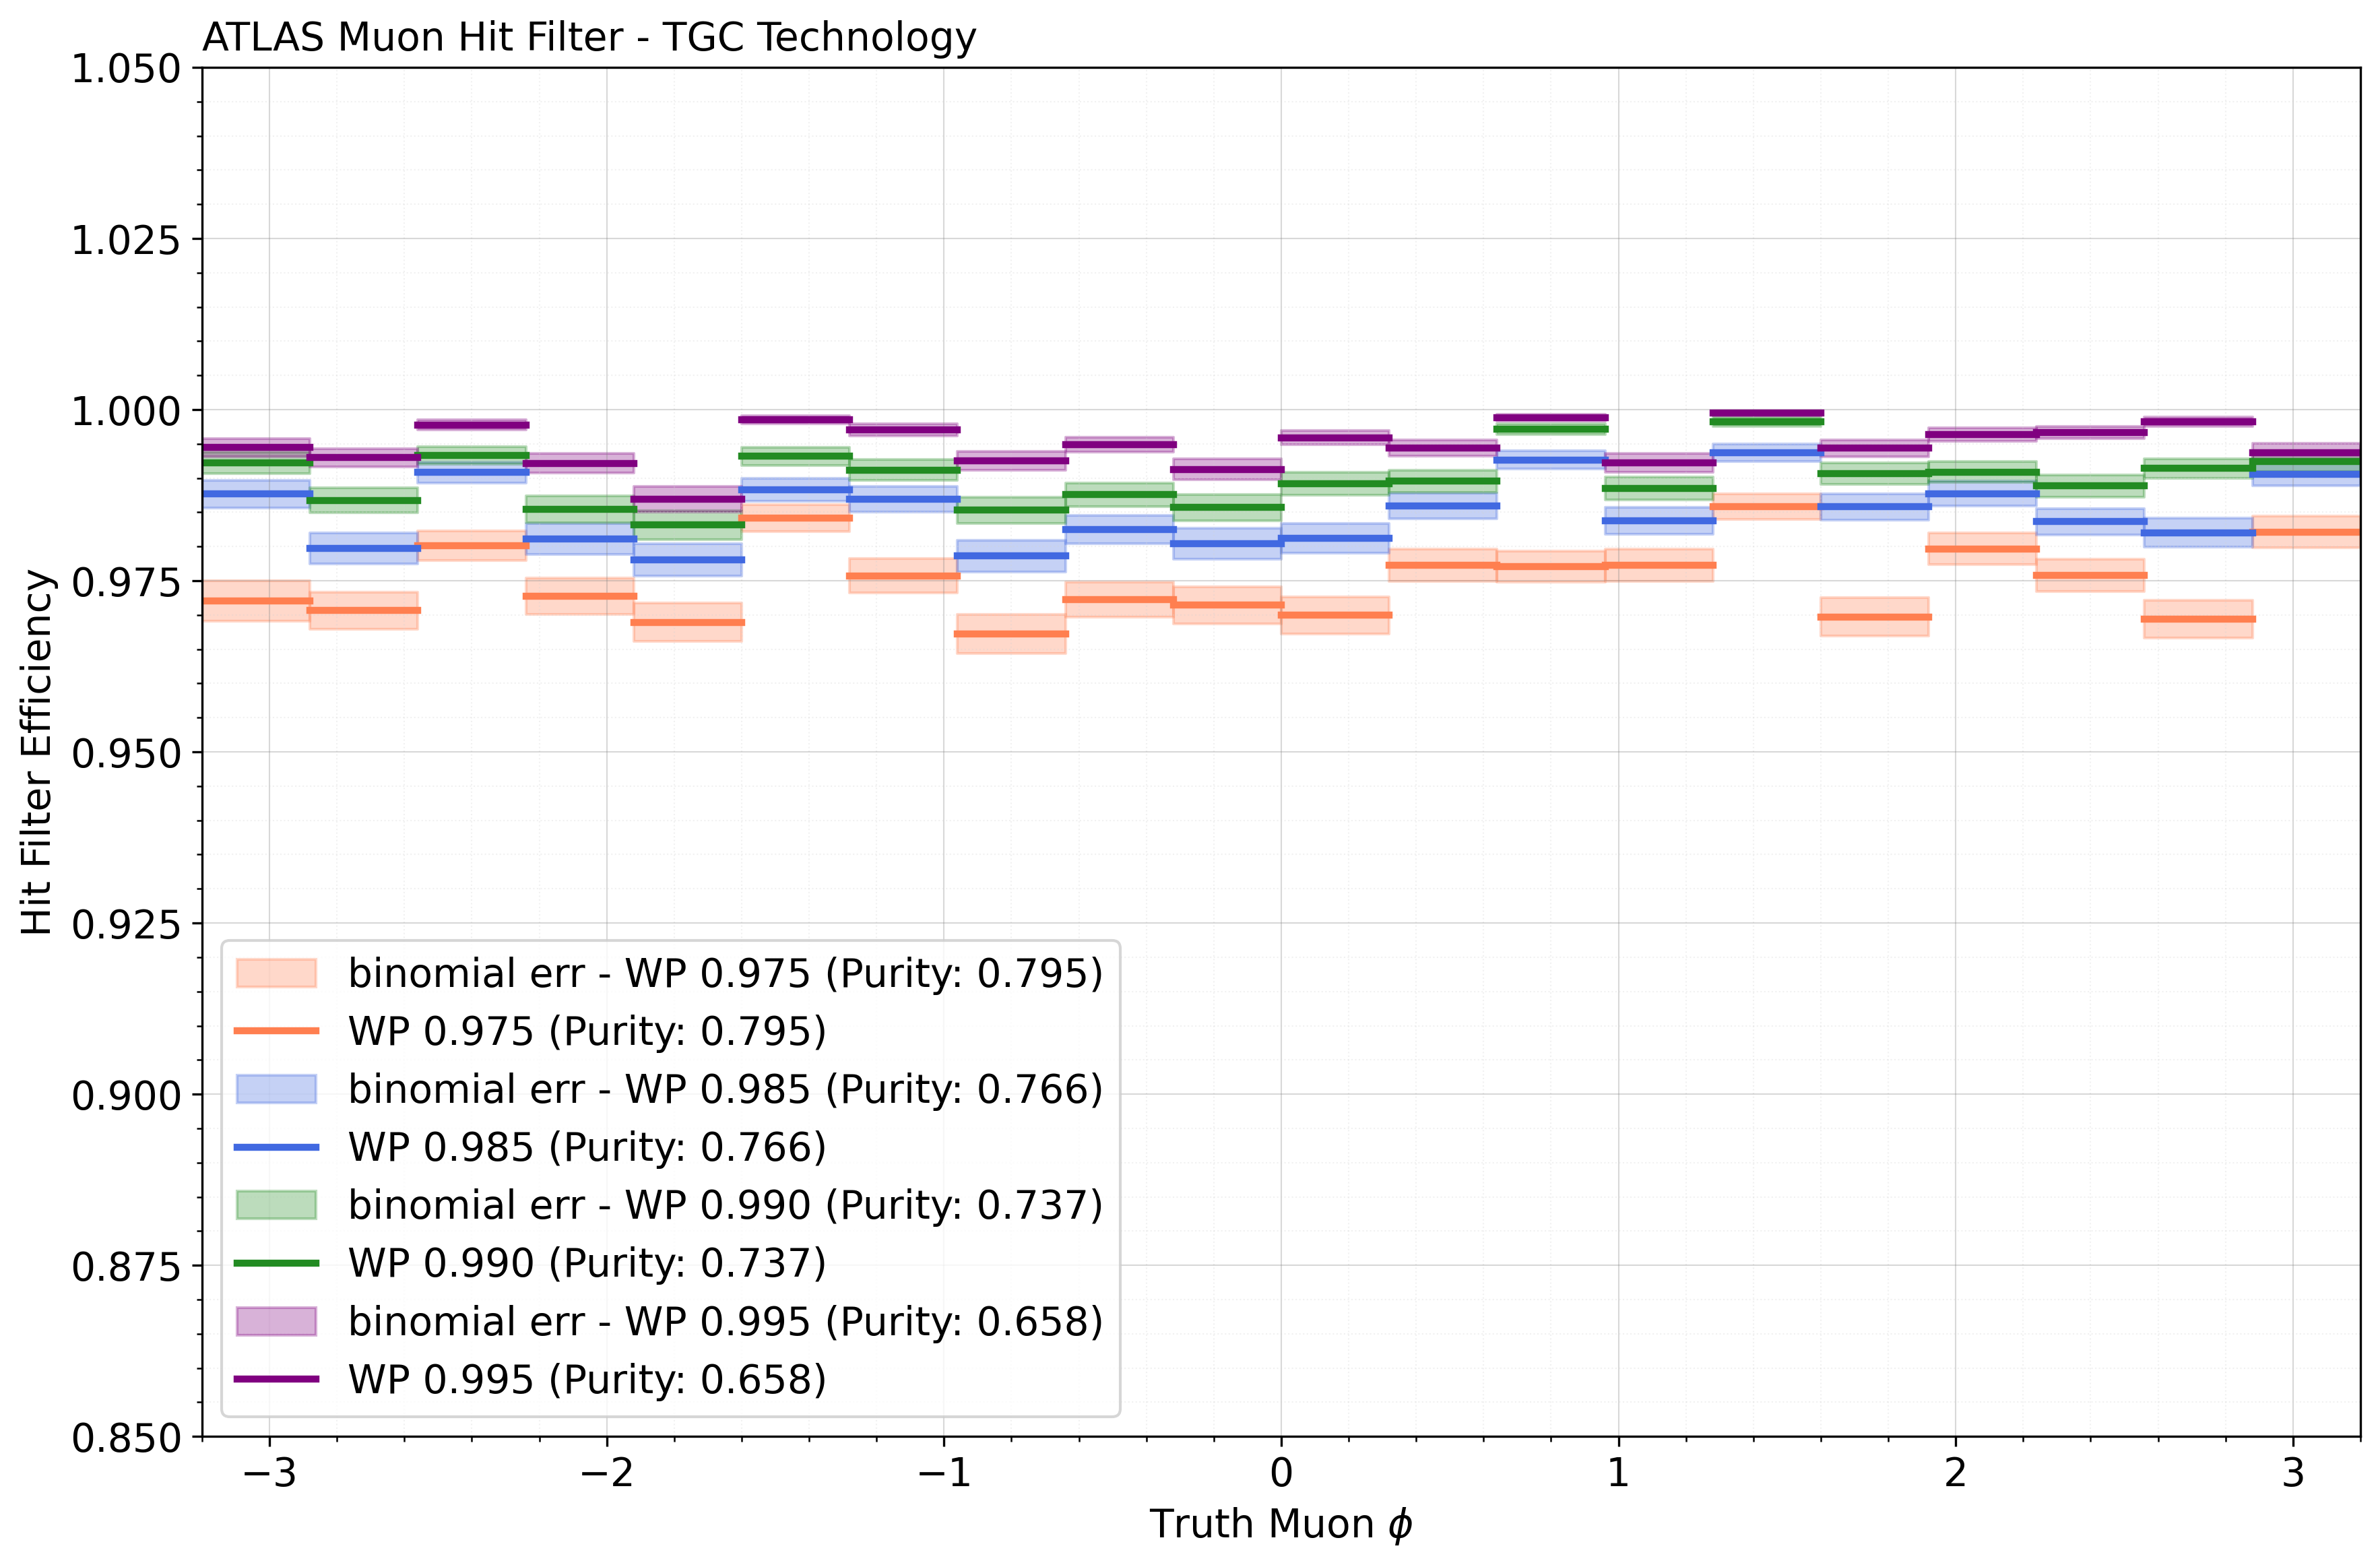 ATLAS Muon Hit Filter - TGC Technology
1.050
1.025
1.000
0.975
0.950
0.925
0.900
0.875
0.850
Hit Filter Efficiency
binomial err - WP 0.975 (Purity: 0.795)
WP 0.975 (Purity: 0.795)
binomial err - WP 0.985 (Purity: 0.766)
WP 0.985 (Purity: 0.766)
binomial err - WP 0.990 (Purity: 0.737)
WP 0.990 (Purity: 0.737)
binomial err - WP 0.995 (Purity: 0.658)
WP 0.995 (Purity: 0.658)
−3 −2 −1 0 1 2 3
Truth Muon ϕ